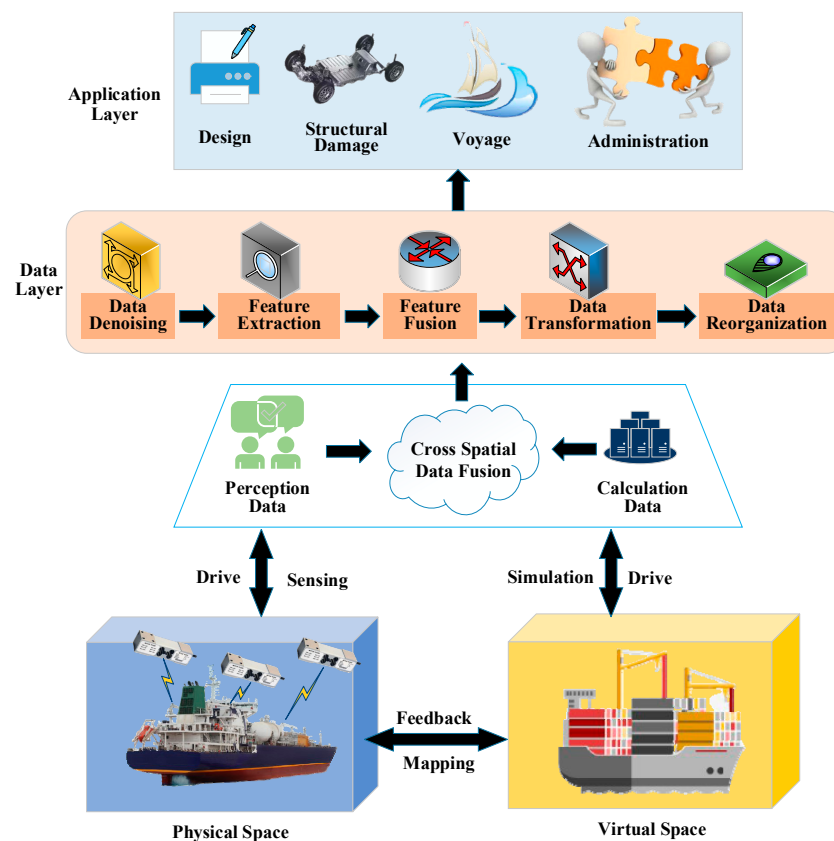 Application
Layer
Design
Structural
Damage
Voyage
Administration
Data
Layer
Data
Denoising
Feature
Extraction
Feature
Fusion
Data
Transformation
Data
Reorganization
Perception
Data
Cross Spatial
Data Fusion
Calculation
Data
Drive
Sensing
Simulation
Drive
Feedback
Mapping
Physical Space
Virtual Space